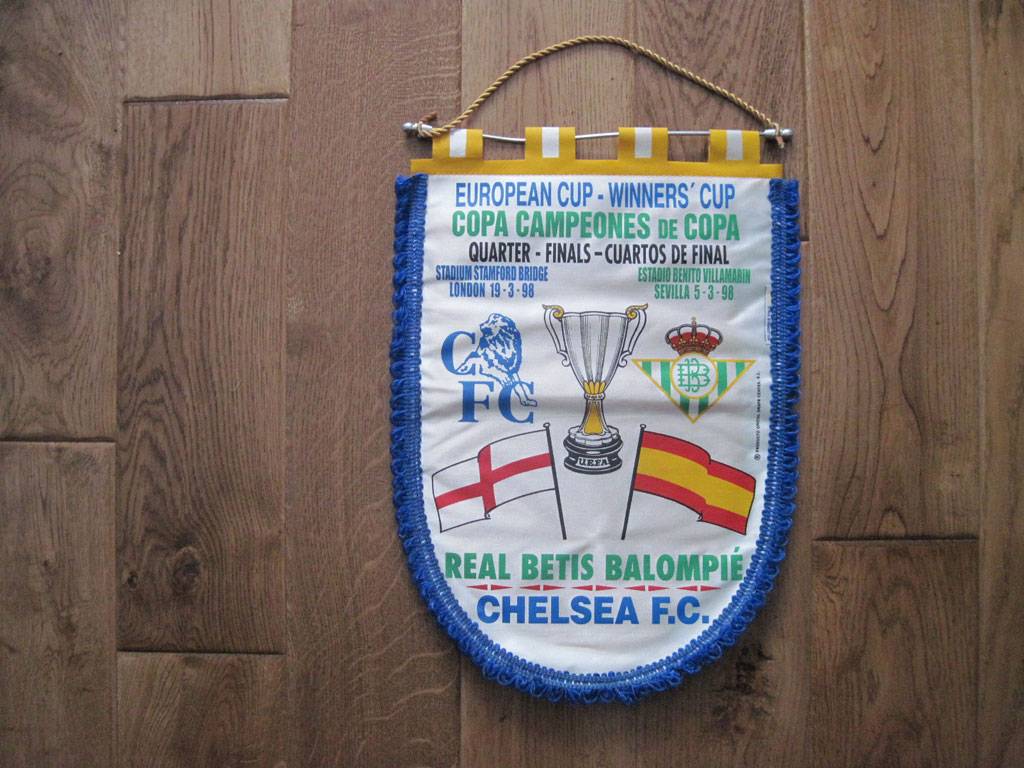 EUROPEAN CUP - WINNERS' CUP
COPA CAMPEONES DE COPA
QUARTER - FINALS – CUARTOS DE FINAL
STADIUM STAMFORD BRIDGE
LONDON 19-3-98
ESTADIO BENITO VILLAMARIN
SEVILLA 5-3-98
C
FC
BB
UEFA
REAL BETIS BALOMPIÉ
CHELSEA F.C.